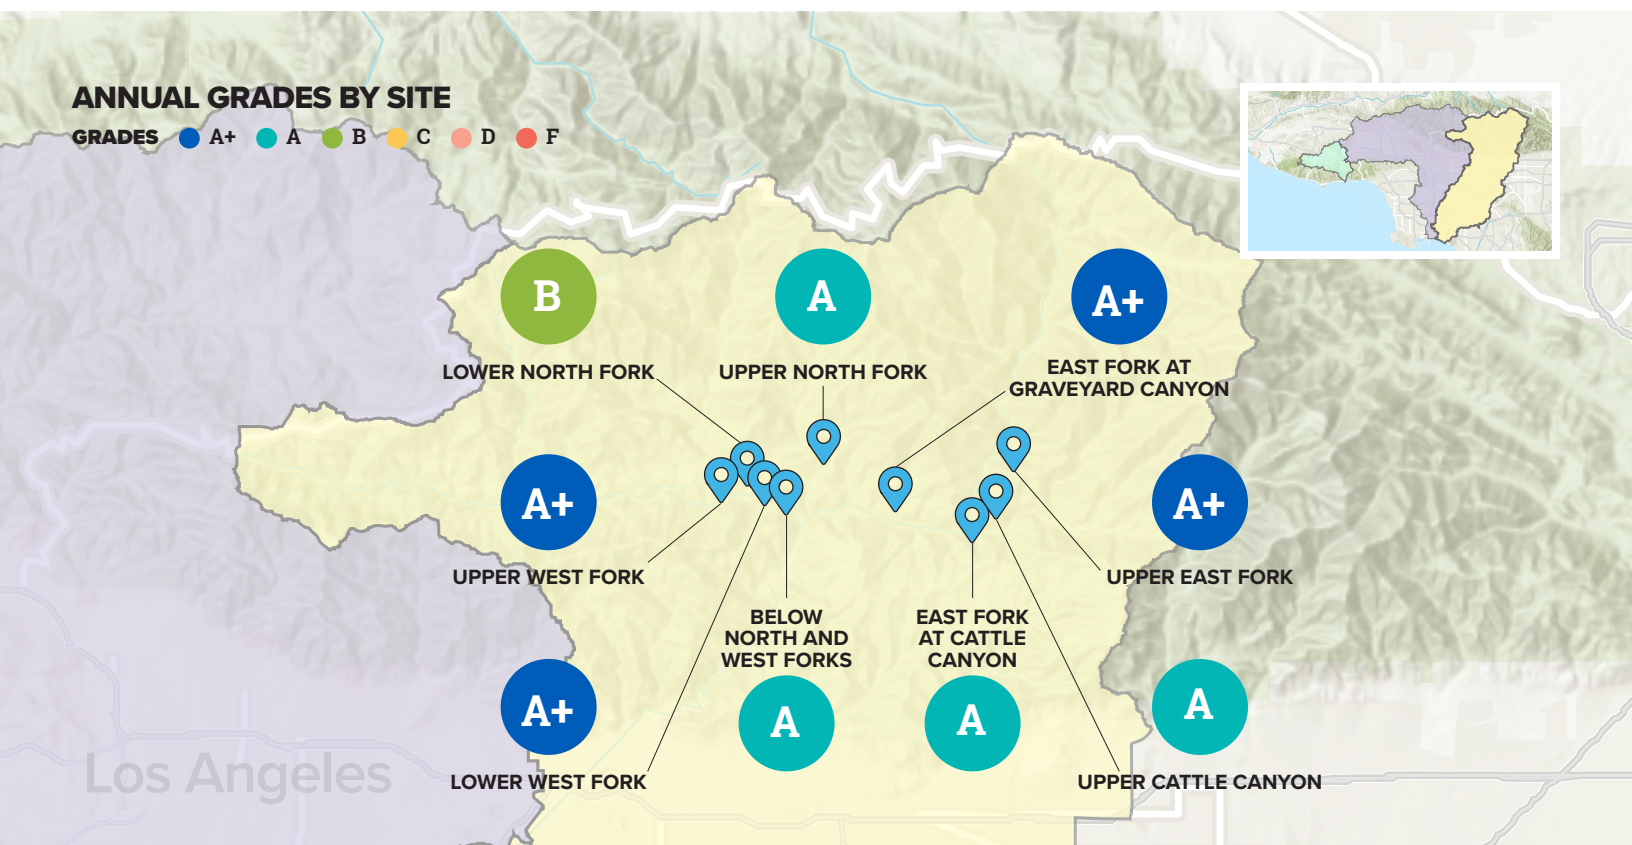 ANNUAL GRADES BY SITE
GRADES A+ A B C D F
B
LOWER NORTH FORK
A
UPPER NORTH FORK
A+
EAST FORK AT
GRAVEYARD CANYON
A+
UPPER WEST FORK
A+
UPPER EAST FORK
BELOW
NORTH AND
WEST FORKS
A
EAST FORK
AT CATTLE
CANYON
A
A+
LOWER WEST FORK
A
UPPER CATTLE CANYON
Los Angeles